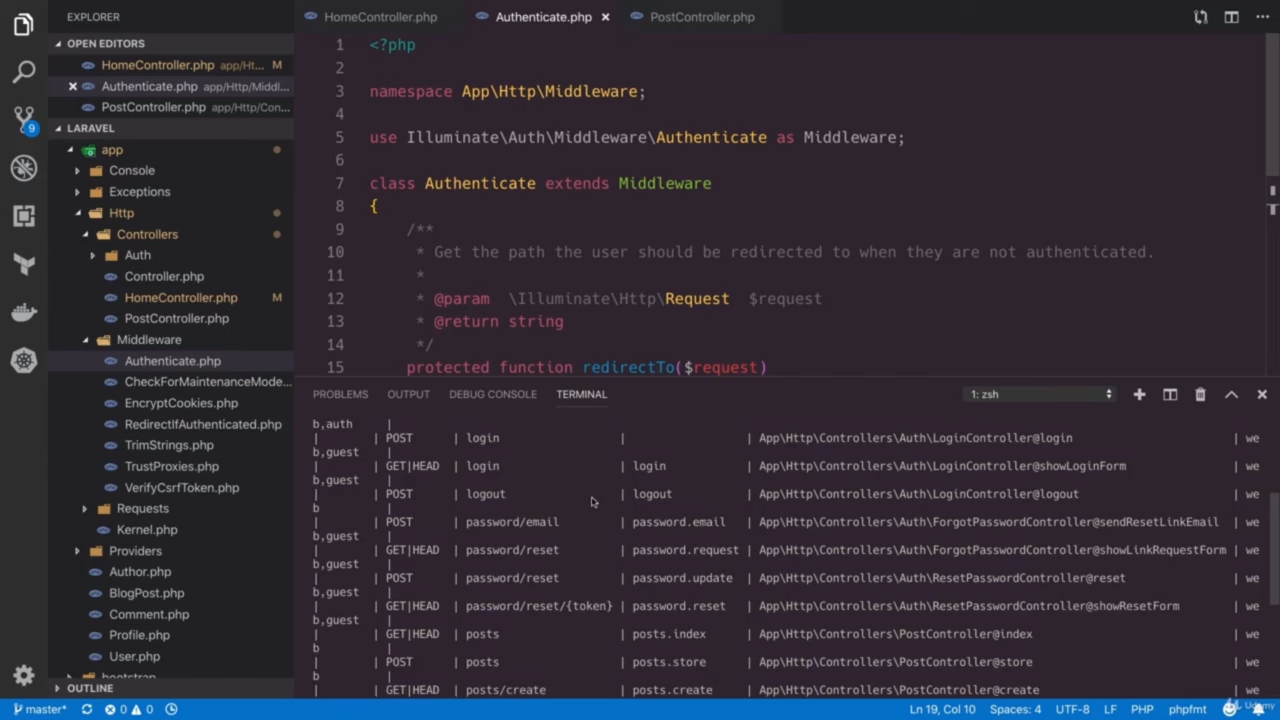 EXPLORER
HomeController.php
Authenticate.php
PostController.php
OPEN EDITORS
HomeController.php app/Ht... M
Authenticate.php app/Http/Middl...
PostController.php app/Http/Con...
LARAVEL
app
Console
Exceptions
Http
Controllers
Auth
Controller.php
HomeController.php M
PostController.php
Middleware
Authenticate.php
CheckForMaintenanceMode...
EncryptCookies.php
RedirectIfAuthenticated.php
TrimStrings.php
TrustProxies.php
VerifyCsrfToken.php
Requests
Kernel.php
Providers
Author.php
BlogPost.php
Comment.php
Profile.php
User.php
bootstrap
OUTLINE
9
1 <?php
2
3 namespace App\Http\Middleware;
4
5 use Illuminate\Auth\Middleware\Authenticate as Middleware;
6
7 class Authenticate extends Middleware
8 {
9 /**
10 * Get the path the user should be redirected to when they are not authenticated.
11 *
12 * @param \Illuminate\Http\Request $request
13 * @return string
14 */
15 protected function redirectTo($request)
PROBLEMS OUTPUT DEBUG CONSOLE TERMINAL 1: zsh
b,auth |
| | POST | login | | App\Http\Controllers\Auth\LoginController@login | we
b,guest |
| | GET|HEAD | login | login | App\Http\Controllers\Auth\LoginController@showLoginForm | we
b,guest |
| | POST | logout | logout | App\Http\Controllers\Auth\LoginController@logout | we
b |
| | POST | password/email | password.email | App\Http\Controllers\Auth\ForgotPasswordController@sendResetLinkEmail | we
b,guest |
| | GET|HEAD | password/reset | password.request | App\Http\Controllers\Auth\ForgotPasswordController@showLinkRequestForm | we
b,guest |
| | POST | password/reset | password.update | App\Http\Controllers\Auth\ResetPasswordController@reset | we
b,guest |
| | GET|HEAD | password/reset/{token} | password.reset | App\Http\Controllers\Auth\ResetPasswordController@showResetForm | we
b,guest |
| | GET|HEAD | posts | posts.index | App\Http\Controllers\PostController@index | we
b |
| | POST | posts | posts.store | App\Http\Controllers\PostController@store | we
b |
| | GET|HEAD | posts/create | posts.create | App\Http\Controllers\PostController@create | we
master* 0 0 Ln 19, Col 10 Spaces: 4 UTF-8 LF PHP phpfmt
Udemy